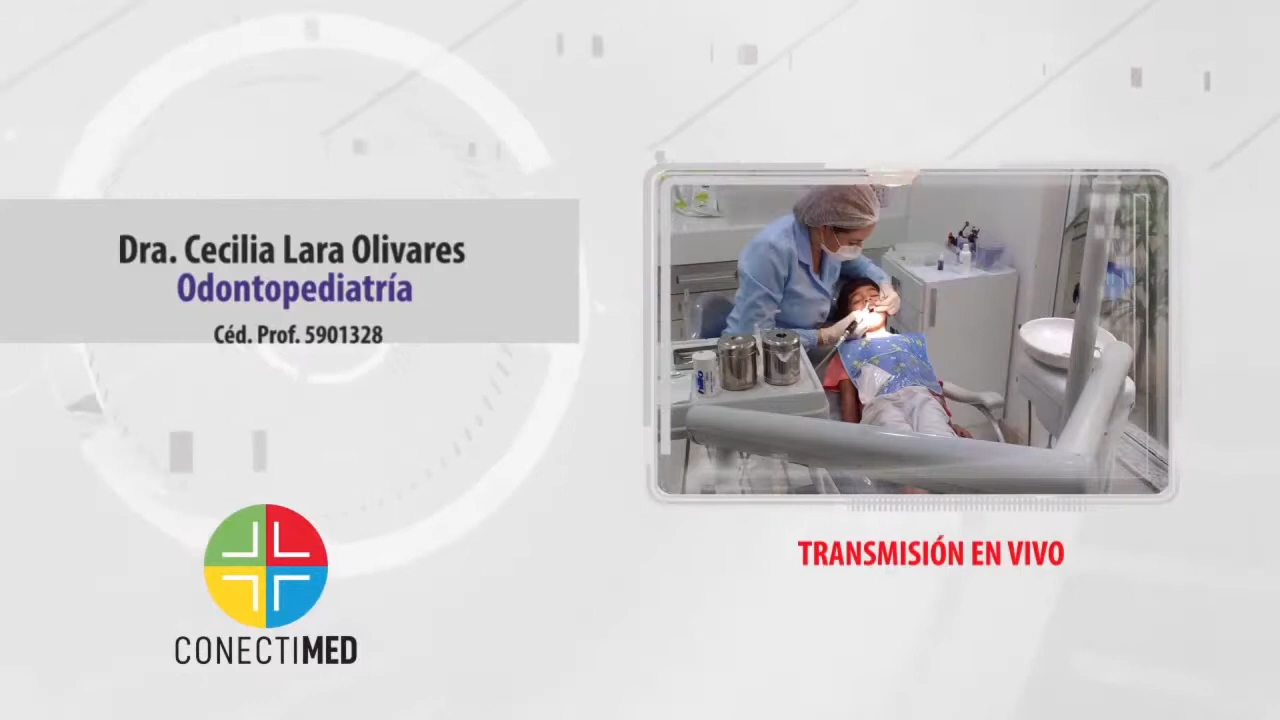 Dra. Cecilia Lara Olivares
Odontopediatría
Céd. Prof. 5901328
TRANSMISIÓN EN VIVO
CONECTIMED